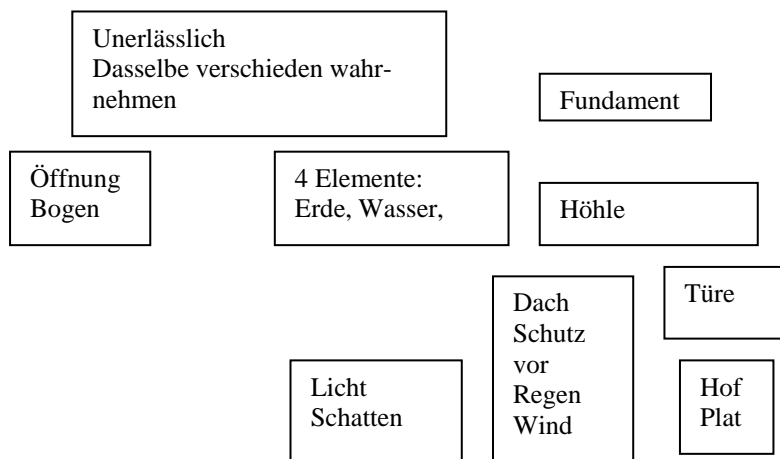 Unerlässlich
Dasselbe verschieden wahr-
nehmen
Fundament
Öffnung
Bogen
4 Elemente:
Erde, Wasser,
Höhle
Türe
Dach
Schutz
vor
Regen
Wind
Licht
Schatten
Hof
Plat